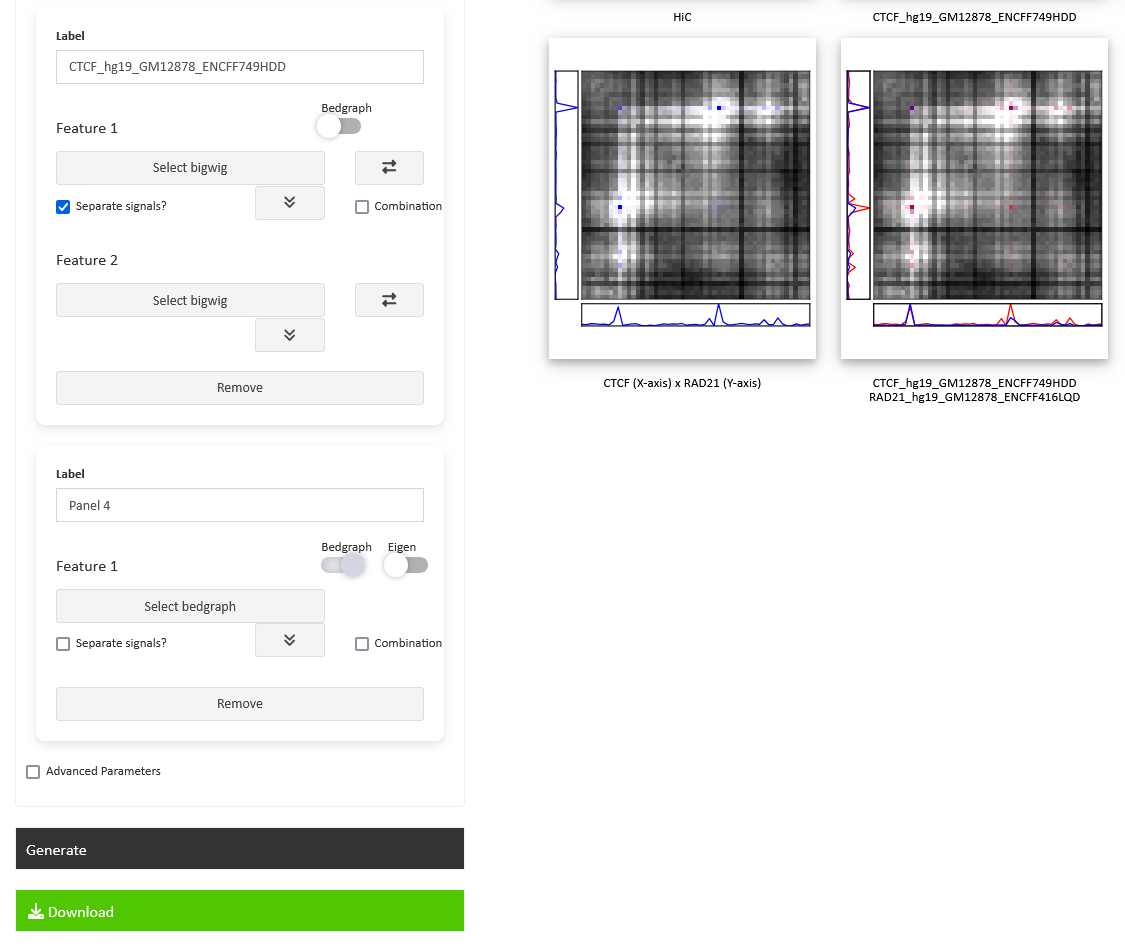 Label
CTCF_hg19_GM12878_ENCFF749HDD
Bedgraph
Feature 1
Select bigwig
Separate signals?
Combination
Feature 2
Select bigwig
Remove
Label
Panel 4
Bedgraph Eigen
Feature 1
Select bedgraph
Separate signals?
Combination
Remove
Advanced Parameters
Generate
Download
HiC
CTCF_hg19_GM12878_ENCFF749HDD
CTCF (X-axis) x RAD21 (Y-axis)
CTCF_hg19_GM12878_ENCFF749HDD
RAD21_hg19_GM12878_ENCFF416LQD